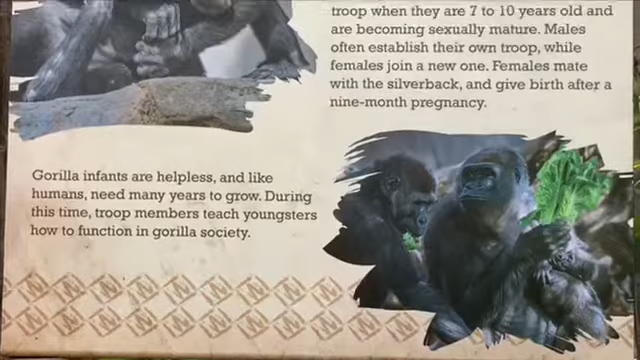 troop when they are 7 to 10 years old and
are becoming sexually mature. Males
often establish their own troop, while
females join a new one. Females mate
with the silverback, and give birth after a
nine-month pregnancy.
Gorilla infants are helpless, and like
humans, need many years to grow. During
this time, troop members teach youngsters
how to function in gorilla society.